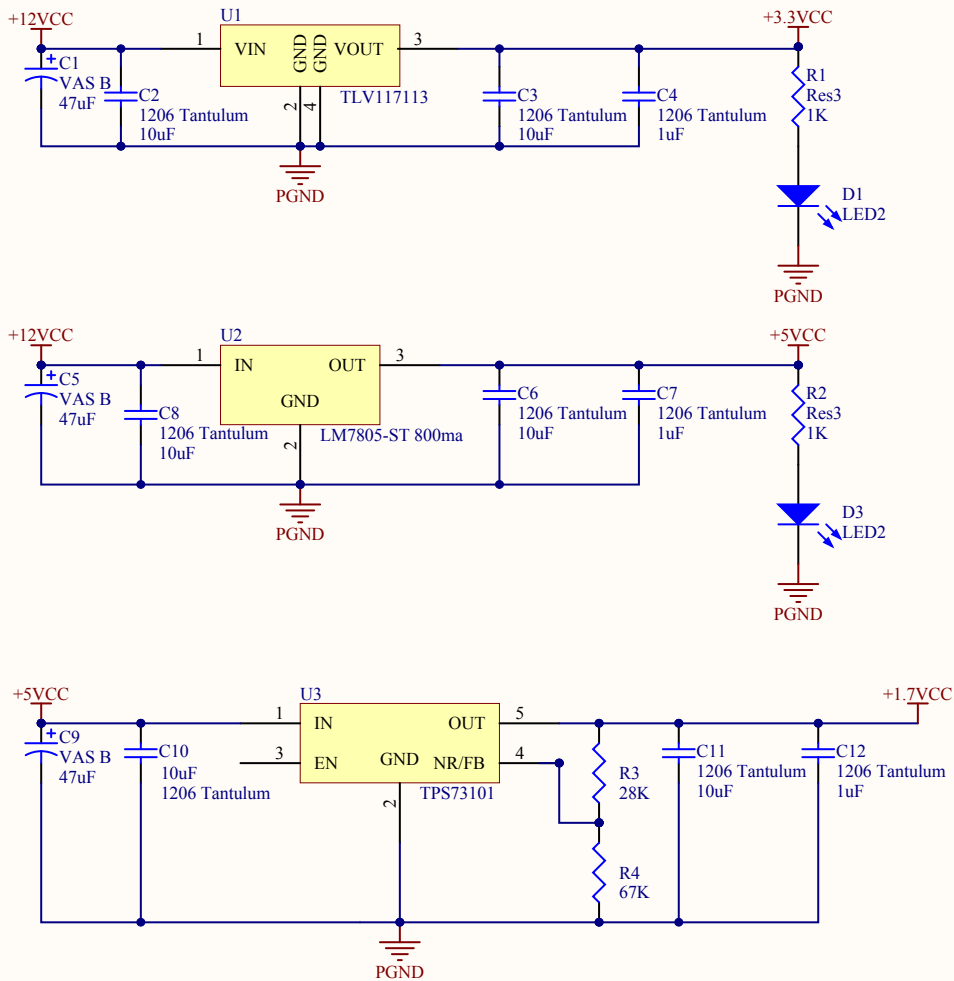 +12VCC
U1
+3.3VCC
1
VIN
GND
GND
VOUT
3
C1
VAS B
47uF
C2
1206 Tantulum
10uF
2
4
TLV117113
C3
1206 Tantulum
10uF
C4
1206 Tantulum
1uF
R1
Res3
1K
PGND
D1
LED2
PGND
+12VCC
U2
+5VCC
1
IN
OUT
3
GND
C5
VAS B
47uF
C8
1206 Tantulum
10uF
2
LM7805-ST 800ma
C6
1206 Tantulum
10uF
C7
1206 Tantulum
1uF
R2
Res3
1K
PGND
D3
LED2
PGND
+5VCC
U3
+1.7VCC
1
IN
OUT
5
3
EN
GND
NR/FB
4
C9
VAS B
47uF
C10
10uF
1206 Tantulum
2
TPS73101
R3
28K
C11
1206 Tantulum
10uF
C12
1206 Tantulum
1uF
R4
67K
PGND